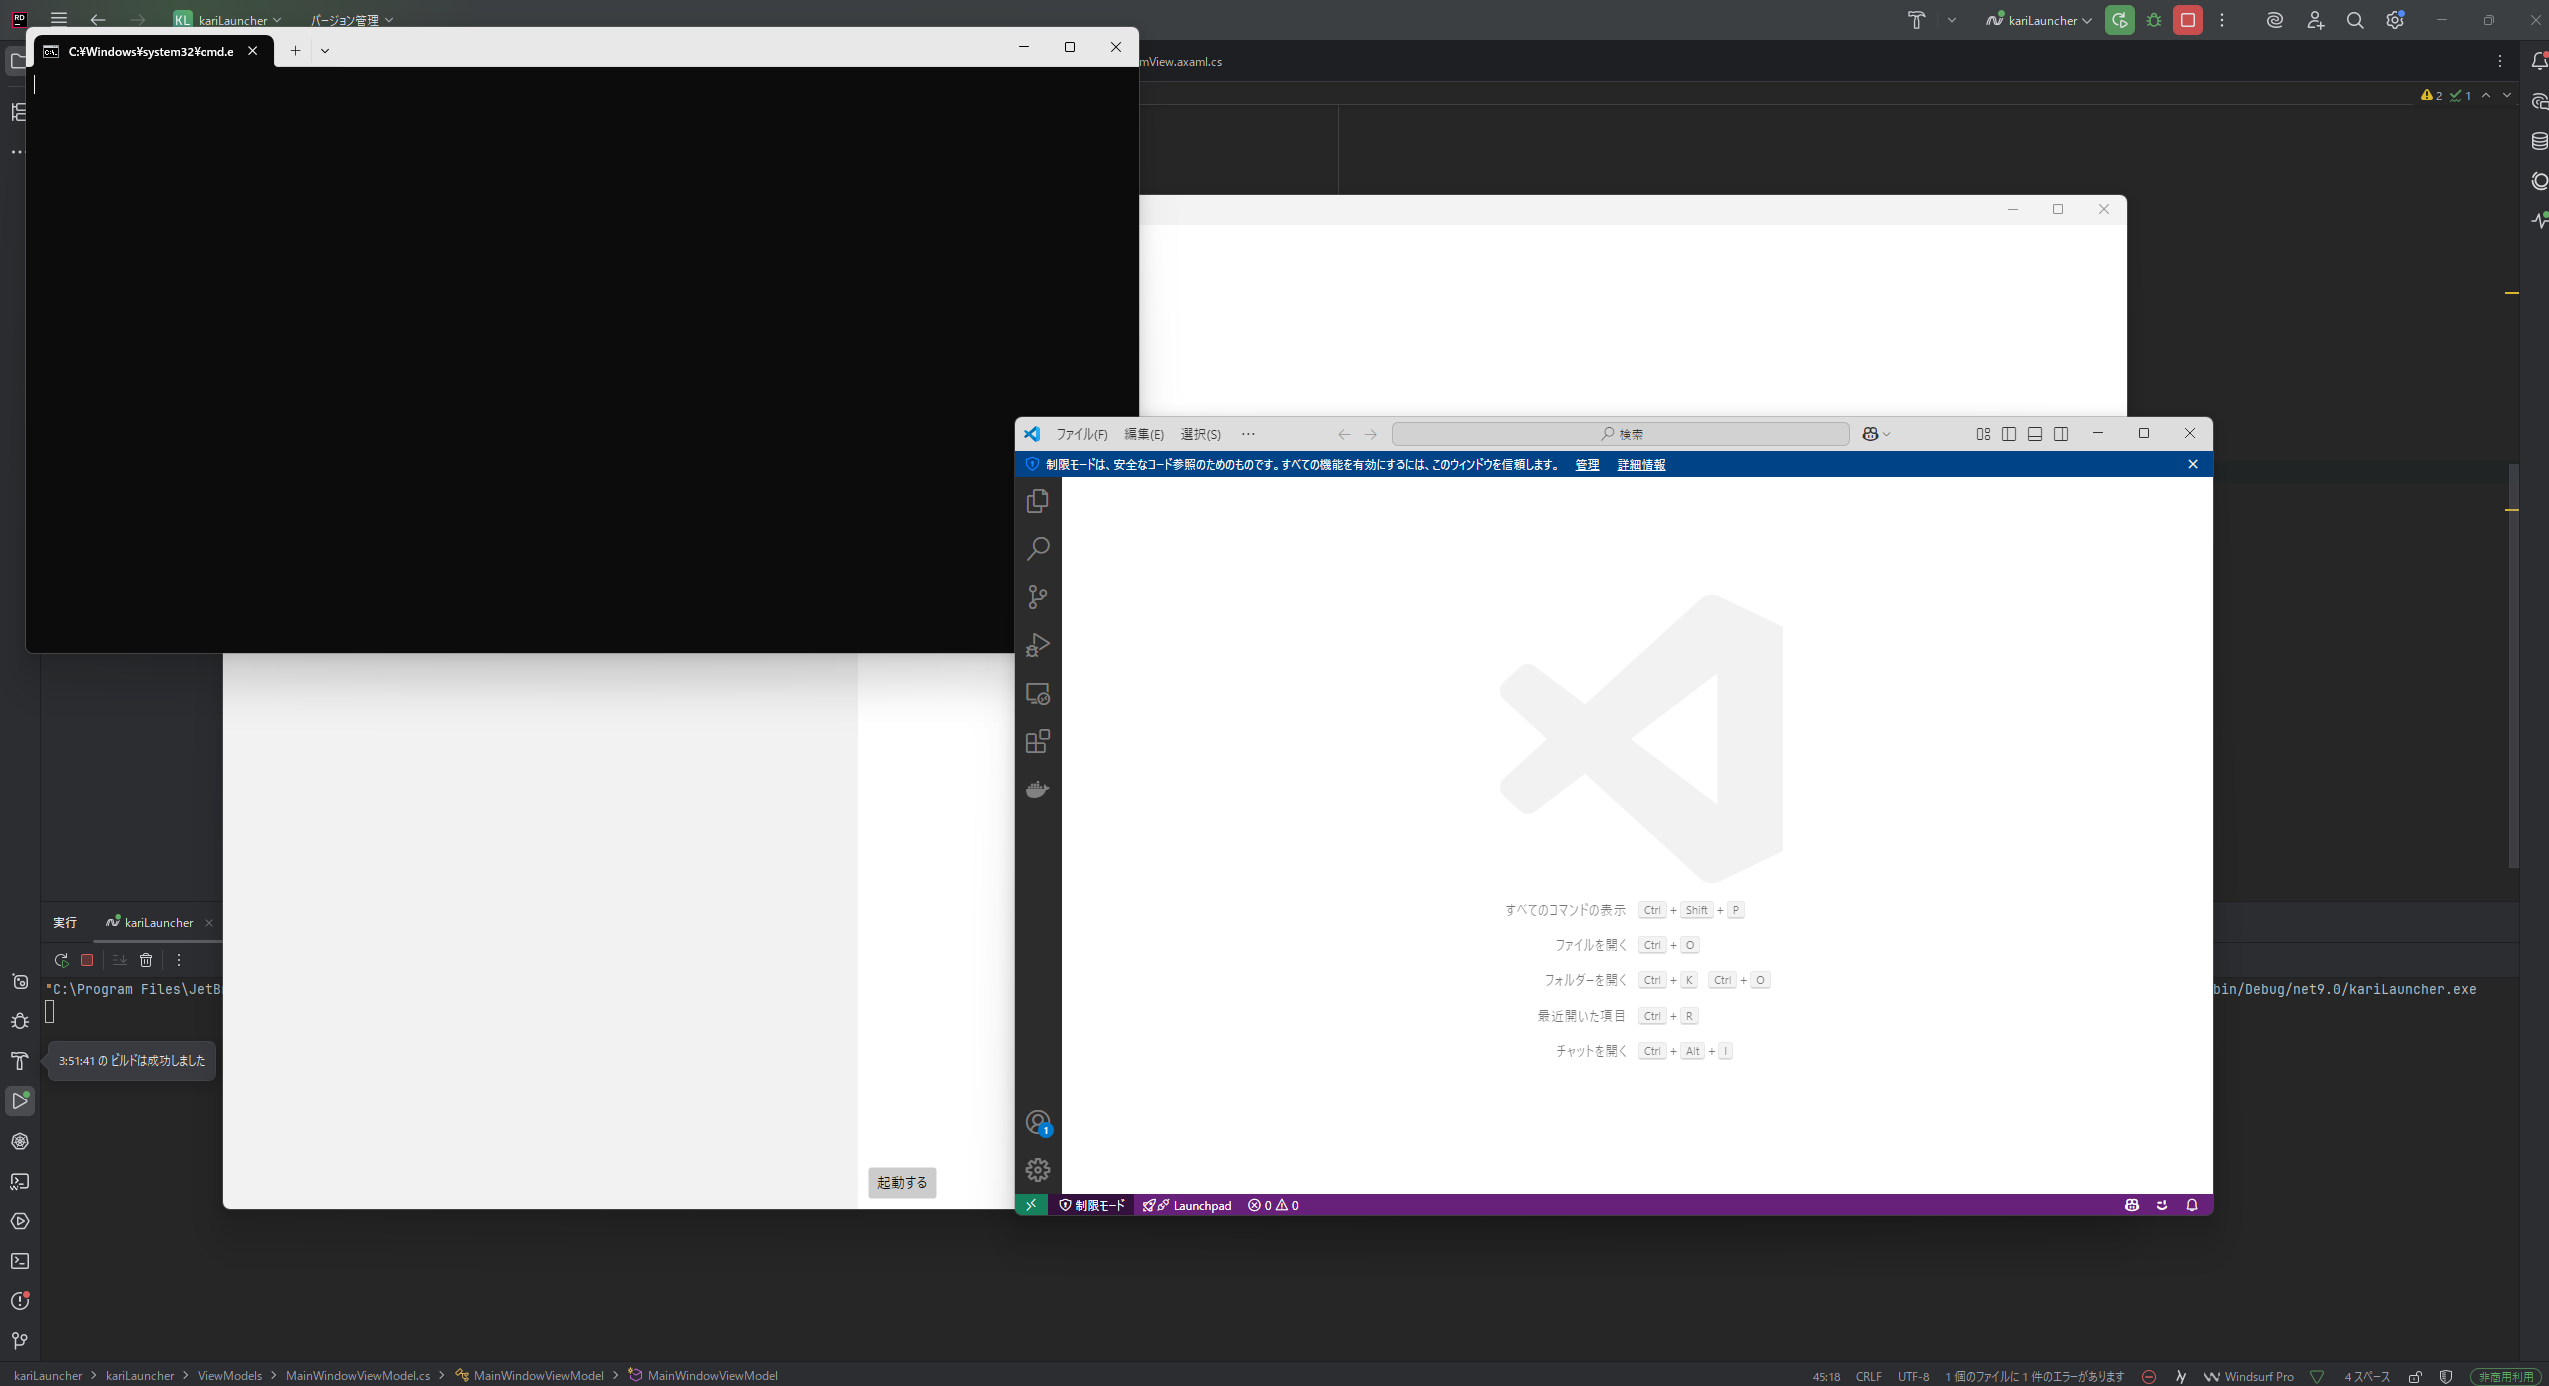 RD
KL kariLauncher
バージョン管理
kariLauncher
C:¥Windows¥system32¥cmd.e
mView.axaml.cs
2 1
ファイル(F) 編集(E) 選択(S) ···
検索
制限モードは、安全なコード参照のためのものです。すべての機能を有効にするには、このウィンドウを信頼します。 管理 詳細情報
すべてのコマンドの表示 Ctrl + Shift + P
ファイルを開く Ctrl + O
フォルダーを開く Ctrl + K Ctrl + O
最近開いた項目 Ctrl + R
チャットを開く Ctrl + Alt + I
1
制限モード Launchpad 0 0
起動する
実行 kariLauncher
"C:\Program Files\JetB
bin/Debug/net9.0/kariLauncher.exe
3:51:41 の ビルドは成功しました
kariLauncher > kariLauncher > ViewModels > MainWindowViewModel.cs > MainWindowViewModel > MainWindowViewModel
45:18 CRLF UTF-8 1 個のファイルに 1 件のエラーがあります Windsurf Pro 4 スペース 非商用利用